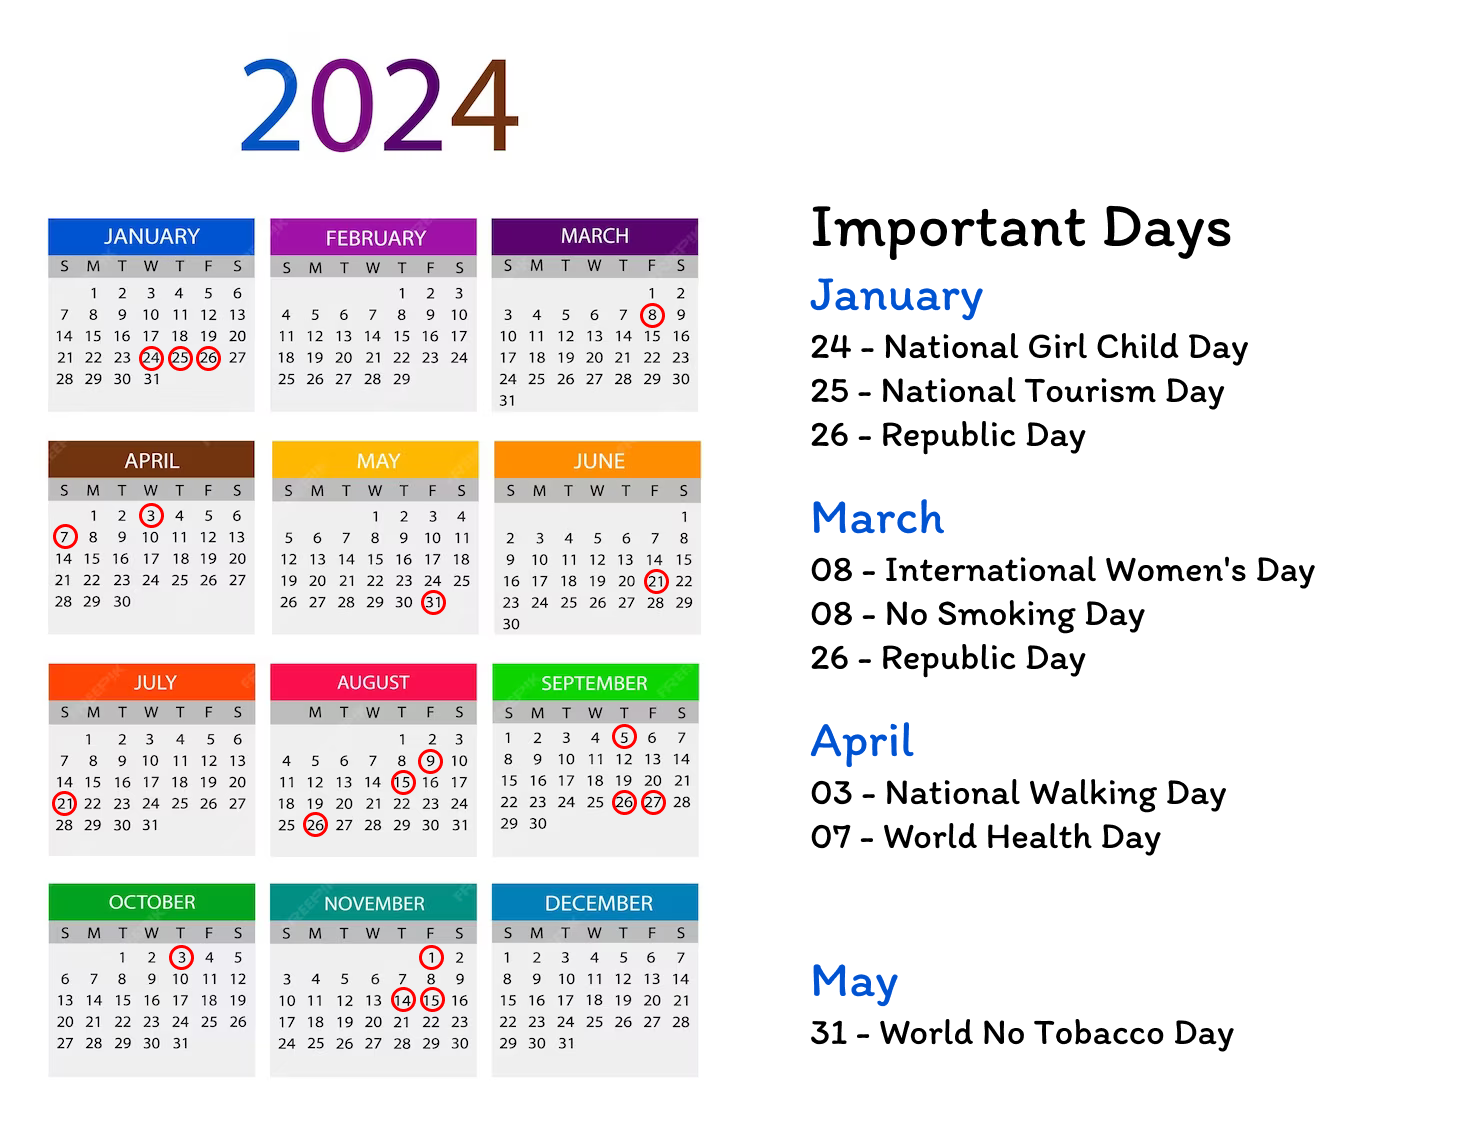 2024
JANUARY
S M T W T F S
1 2 3 4 5 6
7 8 9 10 11 12 13
14 15 16 17 18 19 20
21 22 23 24 25 26 27
28 29 30 31
FEBRUARY
S M T W T F S
1 2 3
4 5 6 7 8 9 10
11 12 13 14 15 16 17
18 19 20 21 22 23 24
25 26 27 28 29
MARCH
S M T W T F S
1 2
3 4 5 6 7 8 9
10 11 12 13 14 15 16
17 18 19 20 21 22 23
24 25 26 27 28 29 30
31
APRIL
S M T W T F S
1 2 3 4 5 6
7 8 9 10 11 12 13
14 15 16 17 18 19 20
21 22 23 24 25 26 27
28 29 30
MAY
S M T W T F S
1 2 3 4
5 6 7 8 9 10 11
12 13 14 15 16 17 18
19 20 21 22 23 24 25
26 27 28 29 30 31
JUNE
S M T W T F S
1
2 3 4 5 6 7 8
9 10 11 12 13 14 15
16 17 18 19 20 21 22
23 24 25 26 27 28 29
30
JULY
S M T W T F S
1 2 3 4 5 6
7 8 9 10 11 12 13
14 15 16 17 18 19 20
21 22 23 24 25 26 27
28 29 30 31
AUGUST
M T W T F S
1 2 3
4 5 6 7 8 9 10
11 12 13 14 15 16 17
18 19 20 21 22 23 24
25 26 27 28 29 30 31
SEPTEMBER
S M T W T F S
1 2 3 4 5 6 7
8 9 10 11 12 13 14
15 16 17 18 19 20 21
22 23 24 25 26 27 28
29 30
OCTOBER
S M T W T F S
1 2 3 4 5
6 7 8 9 10 11 12
13 14 15 16 17 18 19
20 21 22 23 24 25 26
27 28 29 30 31
NOVEMBER
S M T W T F S
1 2
3 4 5 6 7 8 9
10 11 12 13 14 15 16
17 18 19 20 21 22 23
24 25 26 27 28 29 30
DECEMBER
S M T W T F S
1 2 3 4 5 6 7
8 9 10 11 12 13 14
15 16 17 18 19 20 21
22 23 24 25 26 27 28
29 30 31
Important Days
January
24 - National Girl Child Day
25 - National Tourism Day
26 - Republic Day
March
08 - International Women's Day
08 - No Smoking Day
26 - Republic Day
April
03 - National Walking Day
07 - World Health Day
May
31 - World No Tobacco Day